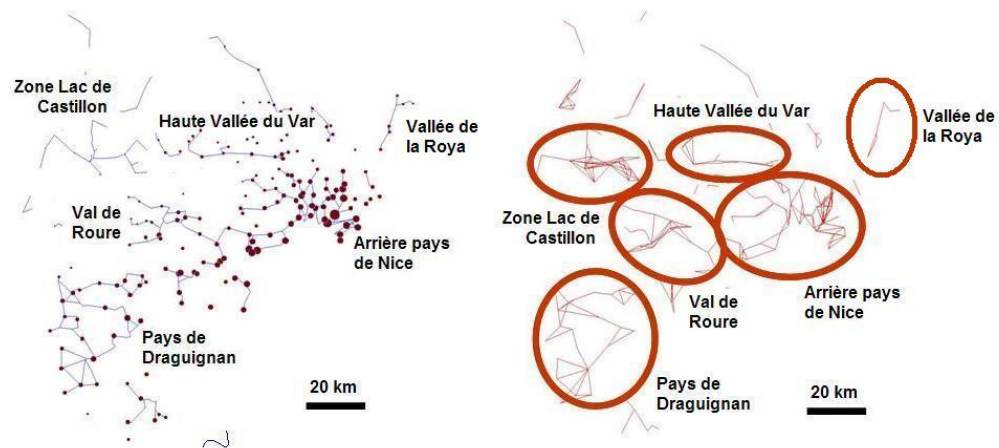 Zone Lac de
Castillon
Haute Vallée du Var
Vallée de
la Roya
Val de
Roure
Arrière pays
de Nice
Pays de
Draguignan
20 km
Haute Vallée du Var
Vallée de
la Roya
Zone Lac de
Castillon
Val de
Roure
Arrière pays
de Nice
Pays de
Draguignan
20 km